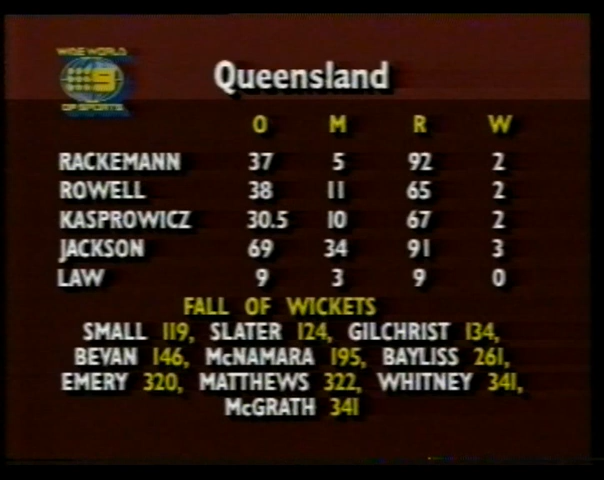 WIDE WORLD
9
OF SPORTS
Queensland
O M R W
RACKEMANN 37 5 92 2
ROWELL 38 11 65 2
KASPROWICZ 30.5 10 67 2
JACKSON 69 34 91 3
LAW 9 3 9 0
FALL OF WICKETS
SMALL 119, SLATER 124, GILCHRIST 134,
BEVAN 146, McNAMARA 195, BAYLISS 261,
EMERY 320, MATTHEWS 322, WHITNEY 341,
McGRATH 341